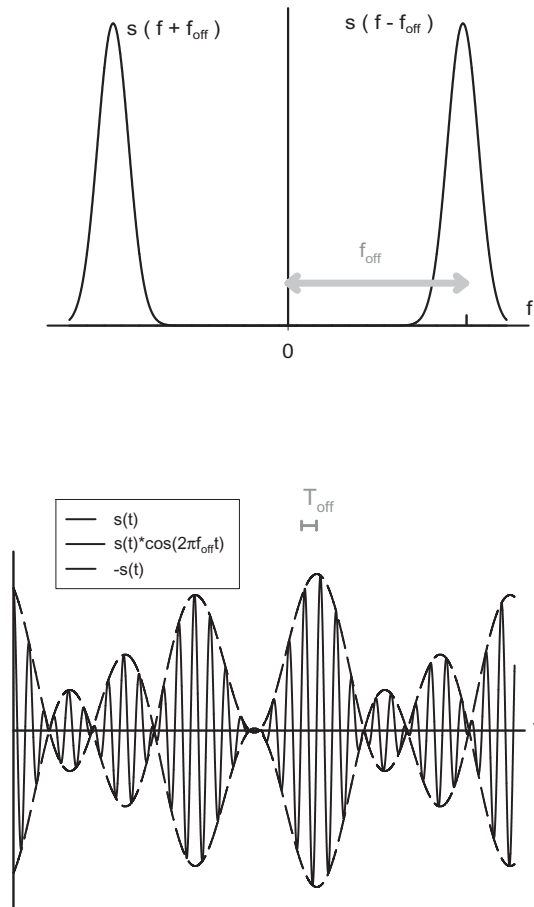 s ( f + f_off )
s ( f - f_off )
f_off
f
0
T_off
s(t)
s(t)*cos(2πf_off t)
-s(t)